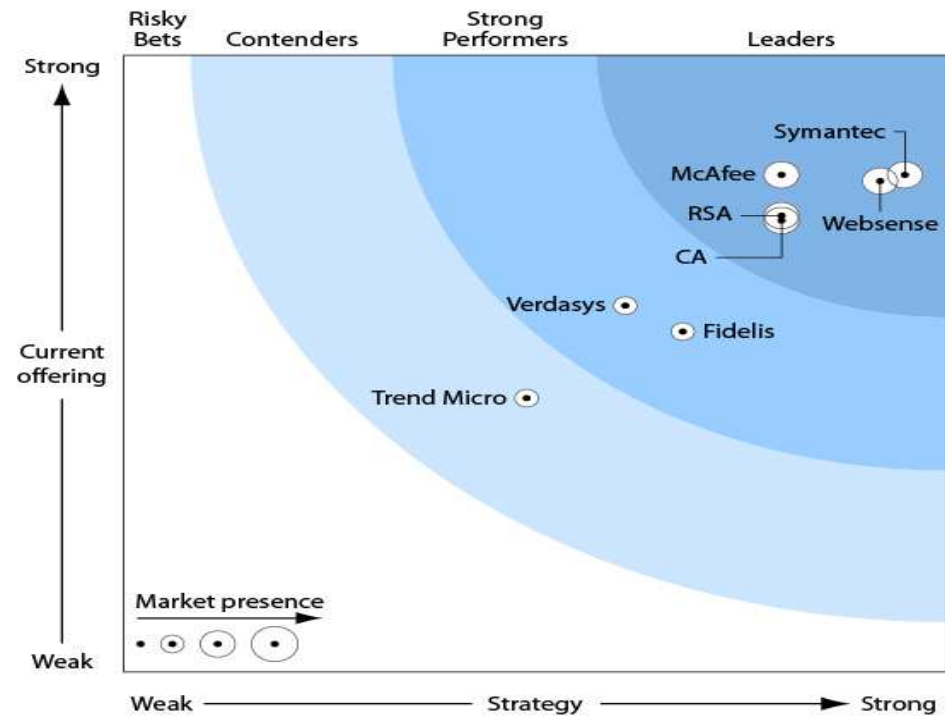 Risky
Bets
Contenders
Strong
Performers
Leaders
Strong
Symantec
McAfee
RSA
Websense
CA
Verdasys
Fidelis
Current
offering
Trend Micro
Market presence
Weak
Weak
Strategy
Strong